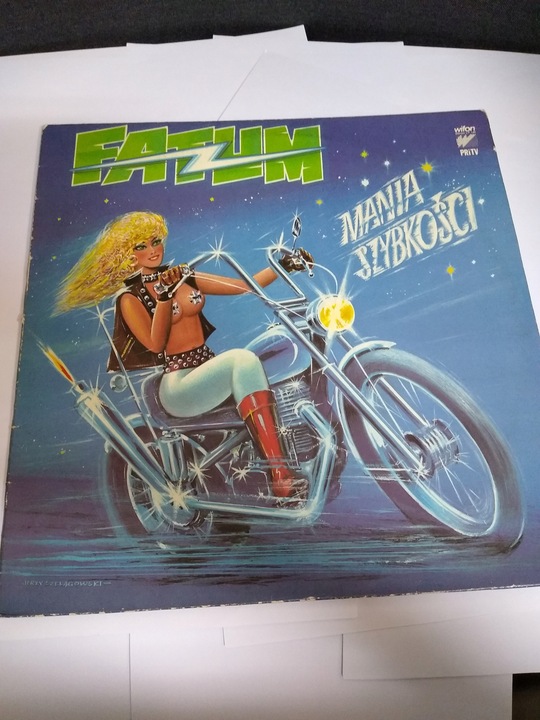 FATUM
wifon
PRiTV
MANIA
SZYBKOŚCI